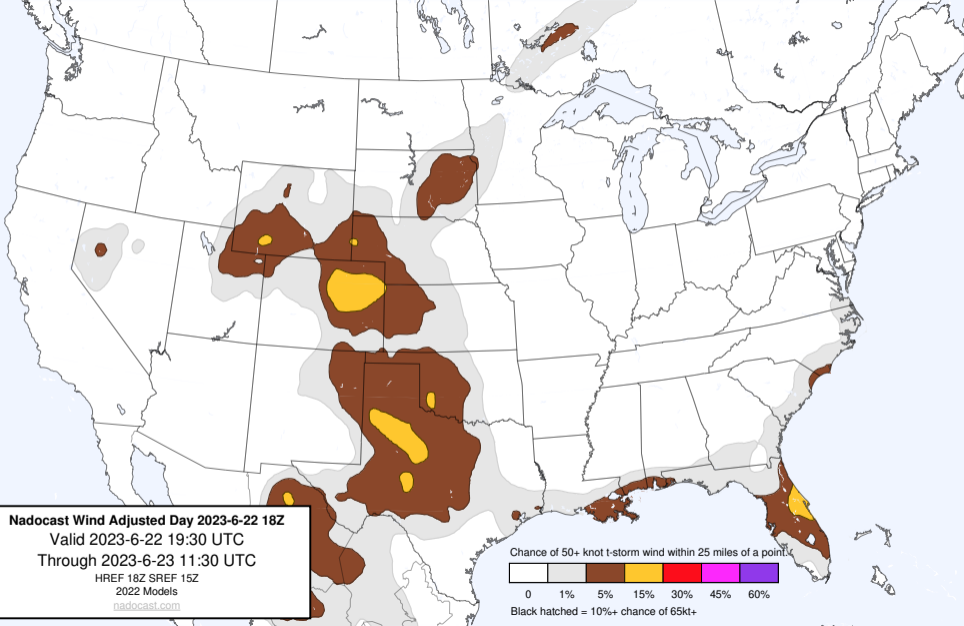 Nadocast Wind Adjusted Day 2023-6-22 18Z
Valid 2023-6-22 19:30 UTC
Through 2023-6-23 11:30 UTC
HREF 18Z SREF 15Z
2022 Models
nadocast.com
Chance of 50+ knot t-storm wind within 25 miles of a point.
0 1% 5% 15% 30% 45% 60%
Black hatched = 10%+ chance of 65kt+